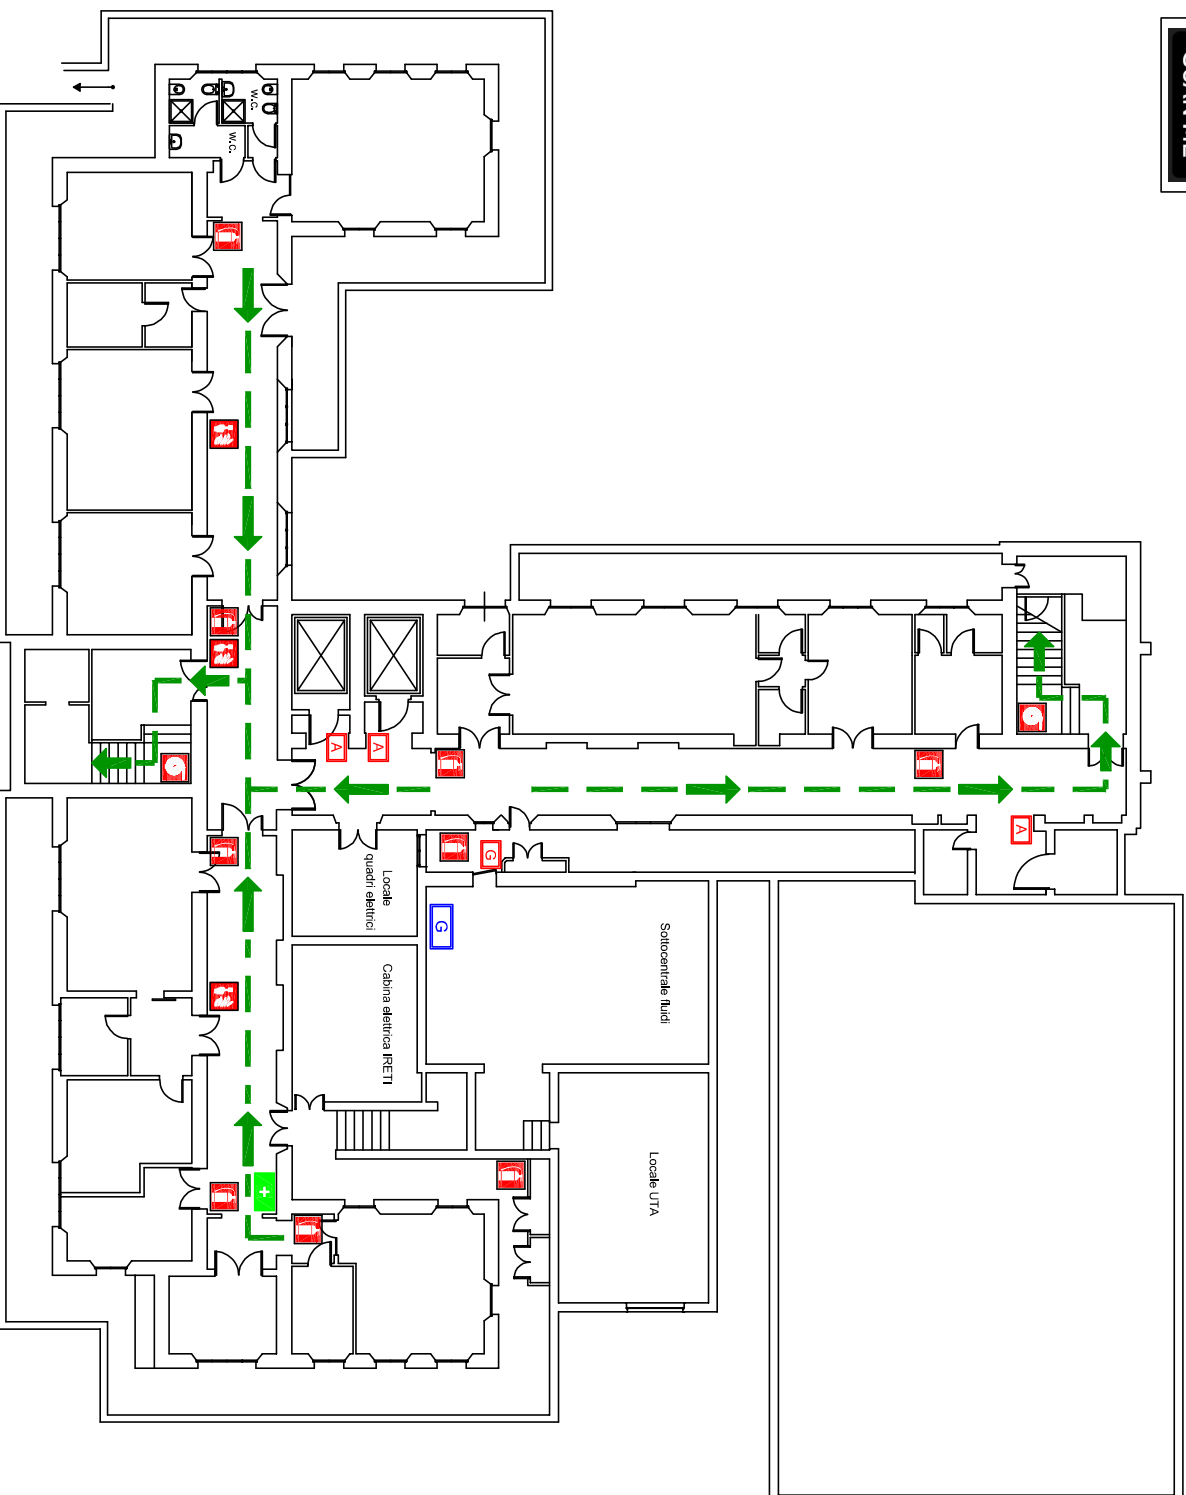 w.c.
w.c.
A
A
A
G
G
Locale
quadri elettrici
Cabina elettrica IRETI
Sottocentrale fluidi
Locale UTA